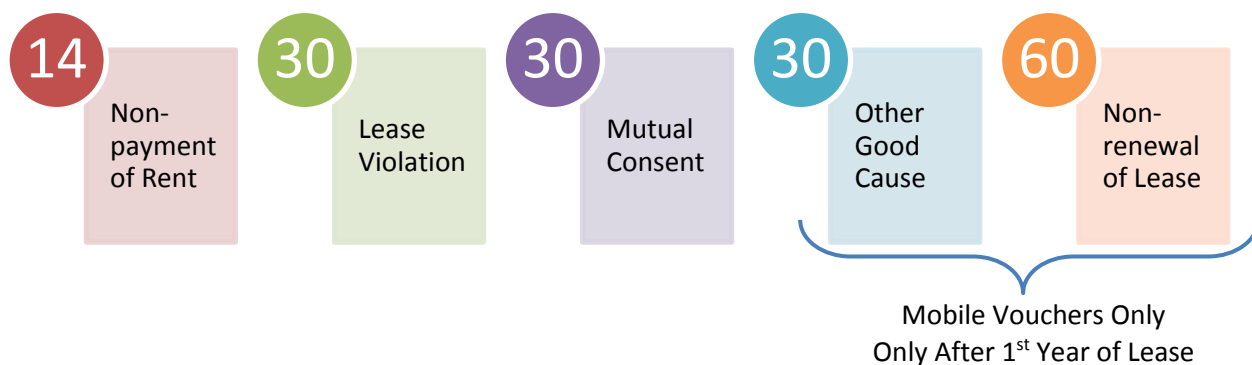 14
Non-
payment
of Rent
30
Lease
Violation
30
Mutual
Consent
30
Other
Good
Cause
60
Non-
renewal
of Lease
Mobile Vouchers Only
Only After 1st Year of Lease